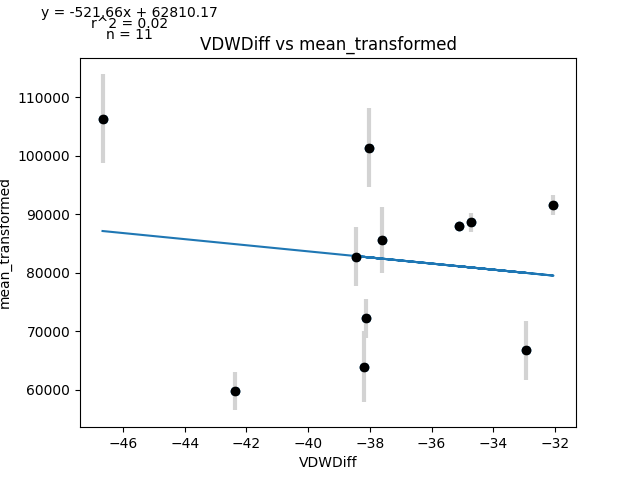 y = -521.66x + 62810.17
r^2 = 0.02
n = 11
VDWDiff vs mean_transformed
110000
100000
90000
80000
70000
60000
mean_transformed
−46
−44
−42
−40
−38
−36
−34
−32
VDWDiff